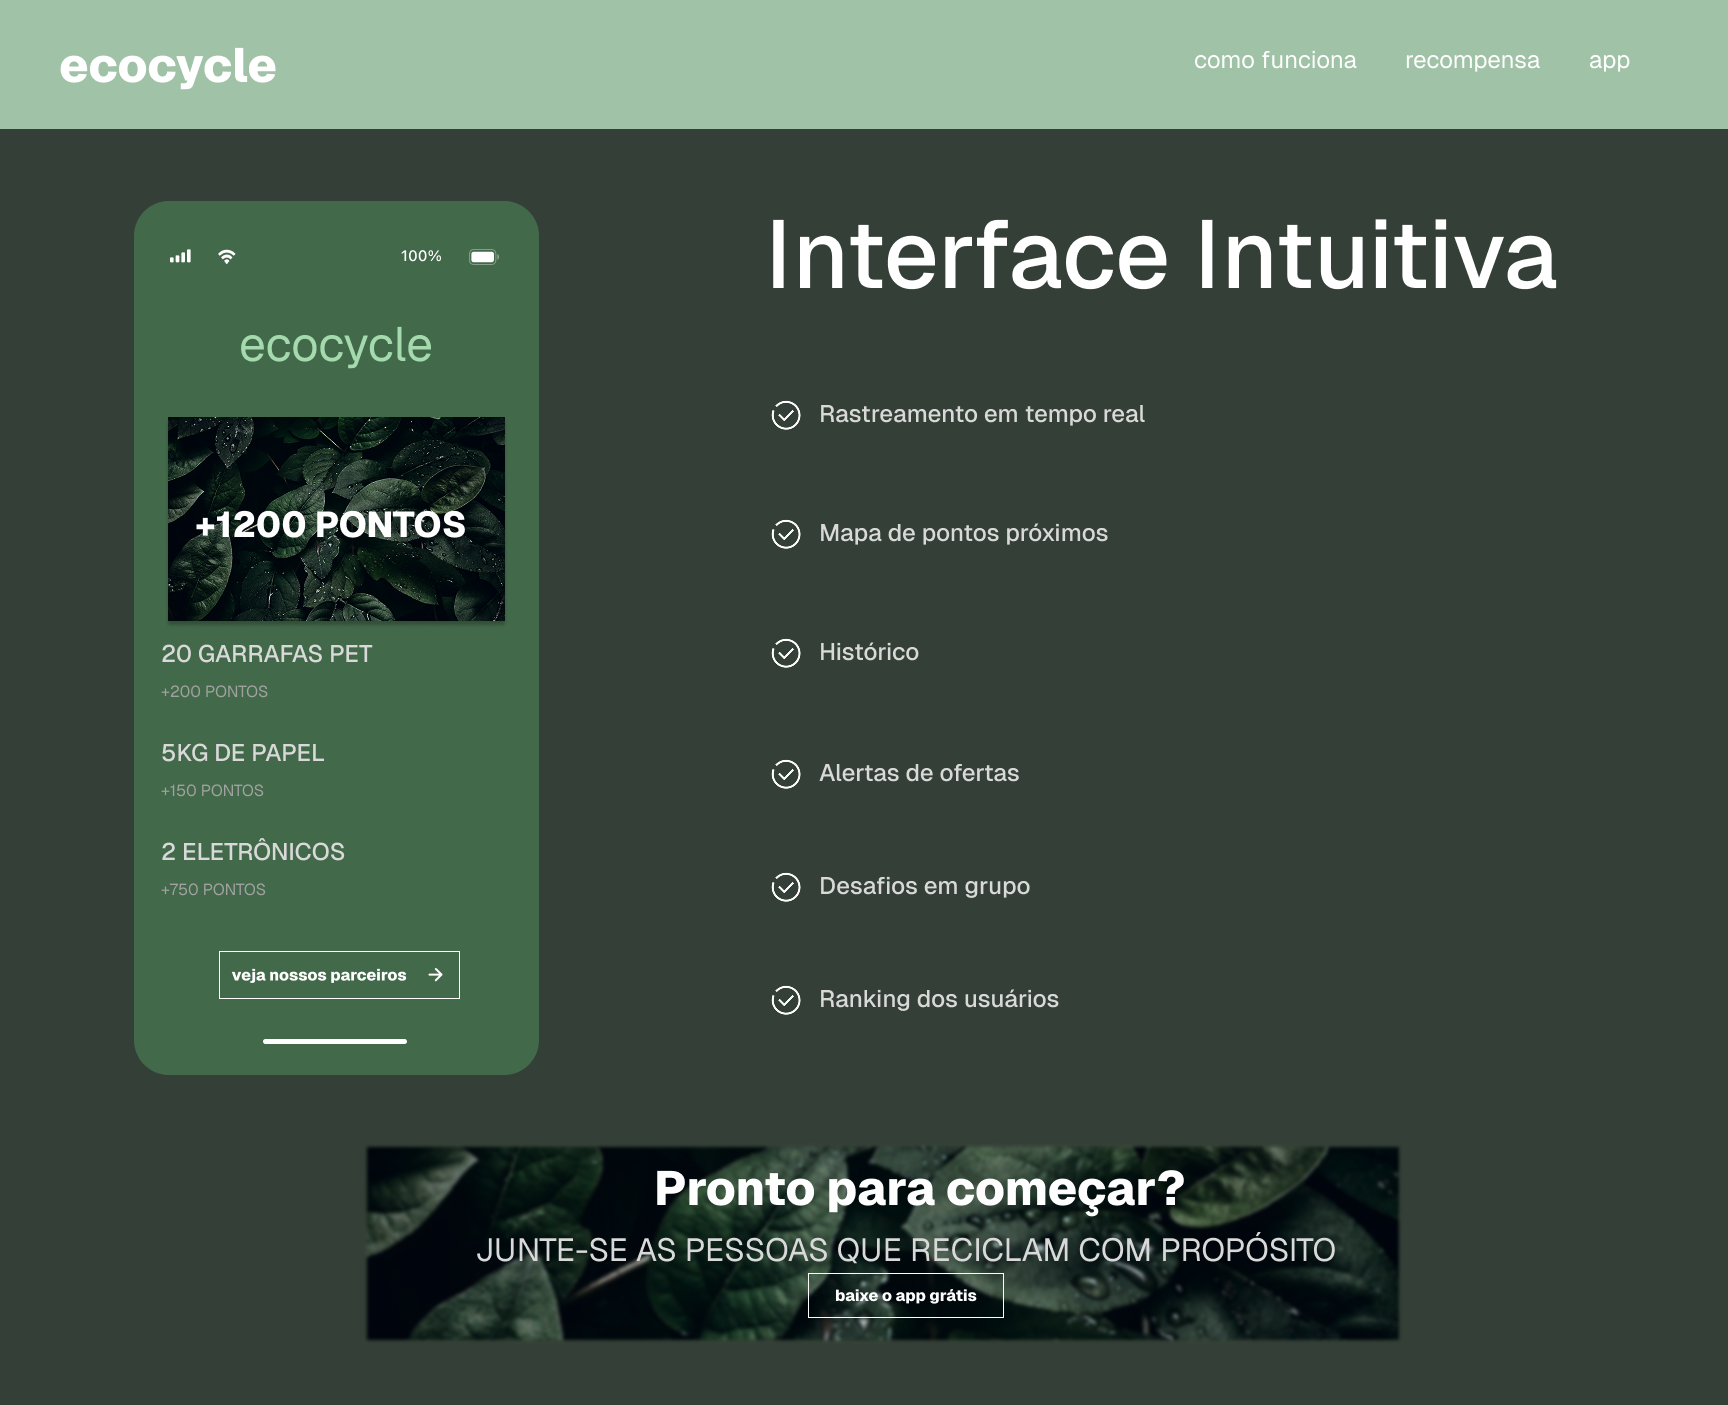 ecocycle
como funciona
recompensa
app
100%
ecocycle
+1200 PONTOS
20 GARRAFAS PET
+200 PONTOS
5KG DE PAPEL
+150 PONTOS
2 ELETRÔNICOS
+750 PONTOS
veja nossos parceiros
Interface Intuitiva
Rastreamento em tempo real
Mapa de pontos próximos
Histórico
Alertas de ofertas
Desafios em grupo
Ranking dos usuários
Pronto para começar?
JUNTE-SE AS PESSOAS QUE RECICLAM COM PROPÓSITO
baixe o app grátis